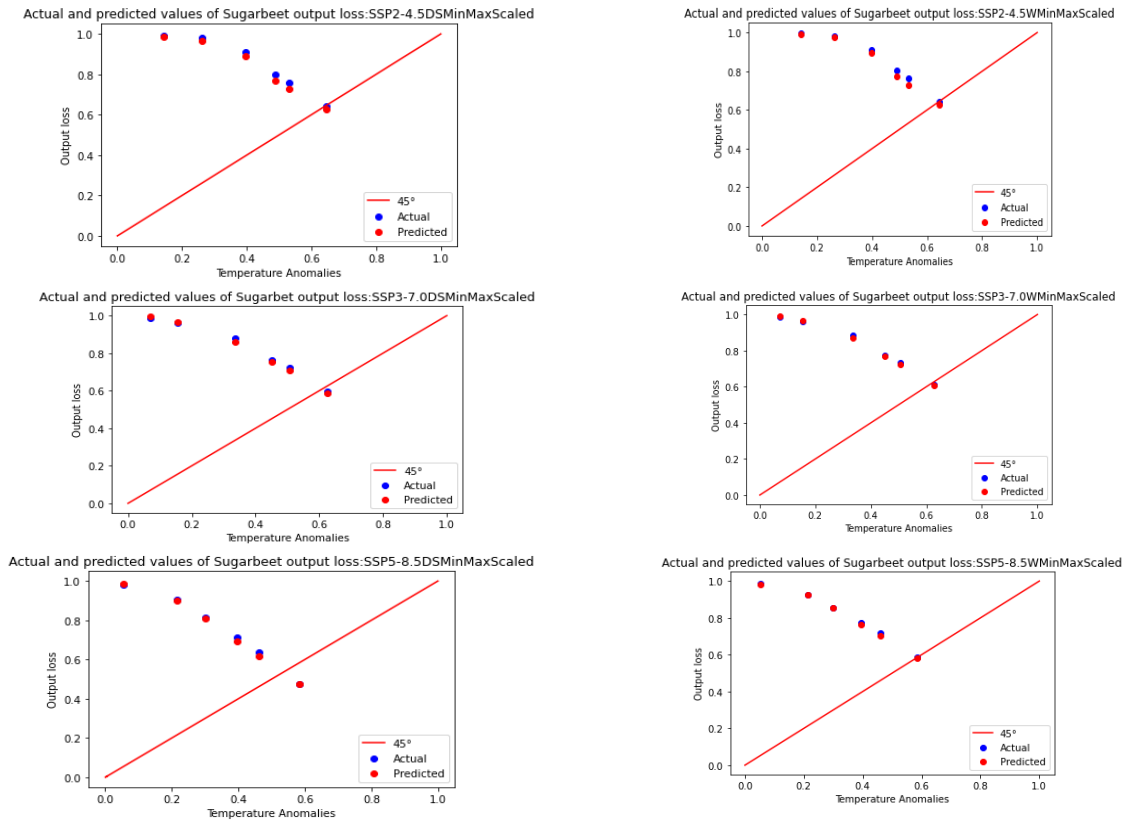 Actual and predicted values of Sugarbeet output loss:SSP2-4.5DSMinMaxScaled
1.0
0.8
0.6
0.4
0.2
0.0
Output loss
45°
Actual
Predicted
0.0 0.2 0.4 0.6 0.8 1.0
Temperature Anomalies
Actual and predicted values of Sugarbeet output loss:SSP2-4.5WMinMaxScaled
1.0
0.8
0.6
0.4
0.2
0.0
Output loss
45°
Actual
Predicted
0.0 0.2 0.4 0.6 0.8 1.0
Temperature Anomalies
Actual and predicted values of Sugarbet output loss:SSP3-7.0DSMinMaxScaled
1.0
0.8
0.6
0.4
0.2
0.0
Output loss
45°
Actual
Predicted
0.0 0.2 0.4 0.6 0.8 1.0
Temperature Anomalies
Actual and predicted values of Sugarbeet output loss:SSP3-7.0WMinMaxScaled
1.0
0.8
0.6
0.4
0.2
0.0
Output loss
45°
Actual
Predicted
0.0 0.2 0.4 0.6 0.8 1.0
Temperature Anomalies
Actual and predicted values of Sugarbeet output loss:SSP5-8.5DSMinMaxScaled
1.0
0.8
0.6
0.4
0.2
0.0
Output loss
45°
Actual
Predicted
0.0 0.2 0.4 0.6 0.8 1.0
Temperature Anomalies
Actual and predicted values of Sugarbeet output loss:SSP5-8.5WMinMaxScaled
1.0
0.8
0.6
0.4
0.2
0.0
Output loss
45°
Actual
Predicted
0.0 0.2 0.4 0.6 0.8 1.0
Temperature Anomalies